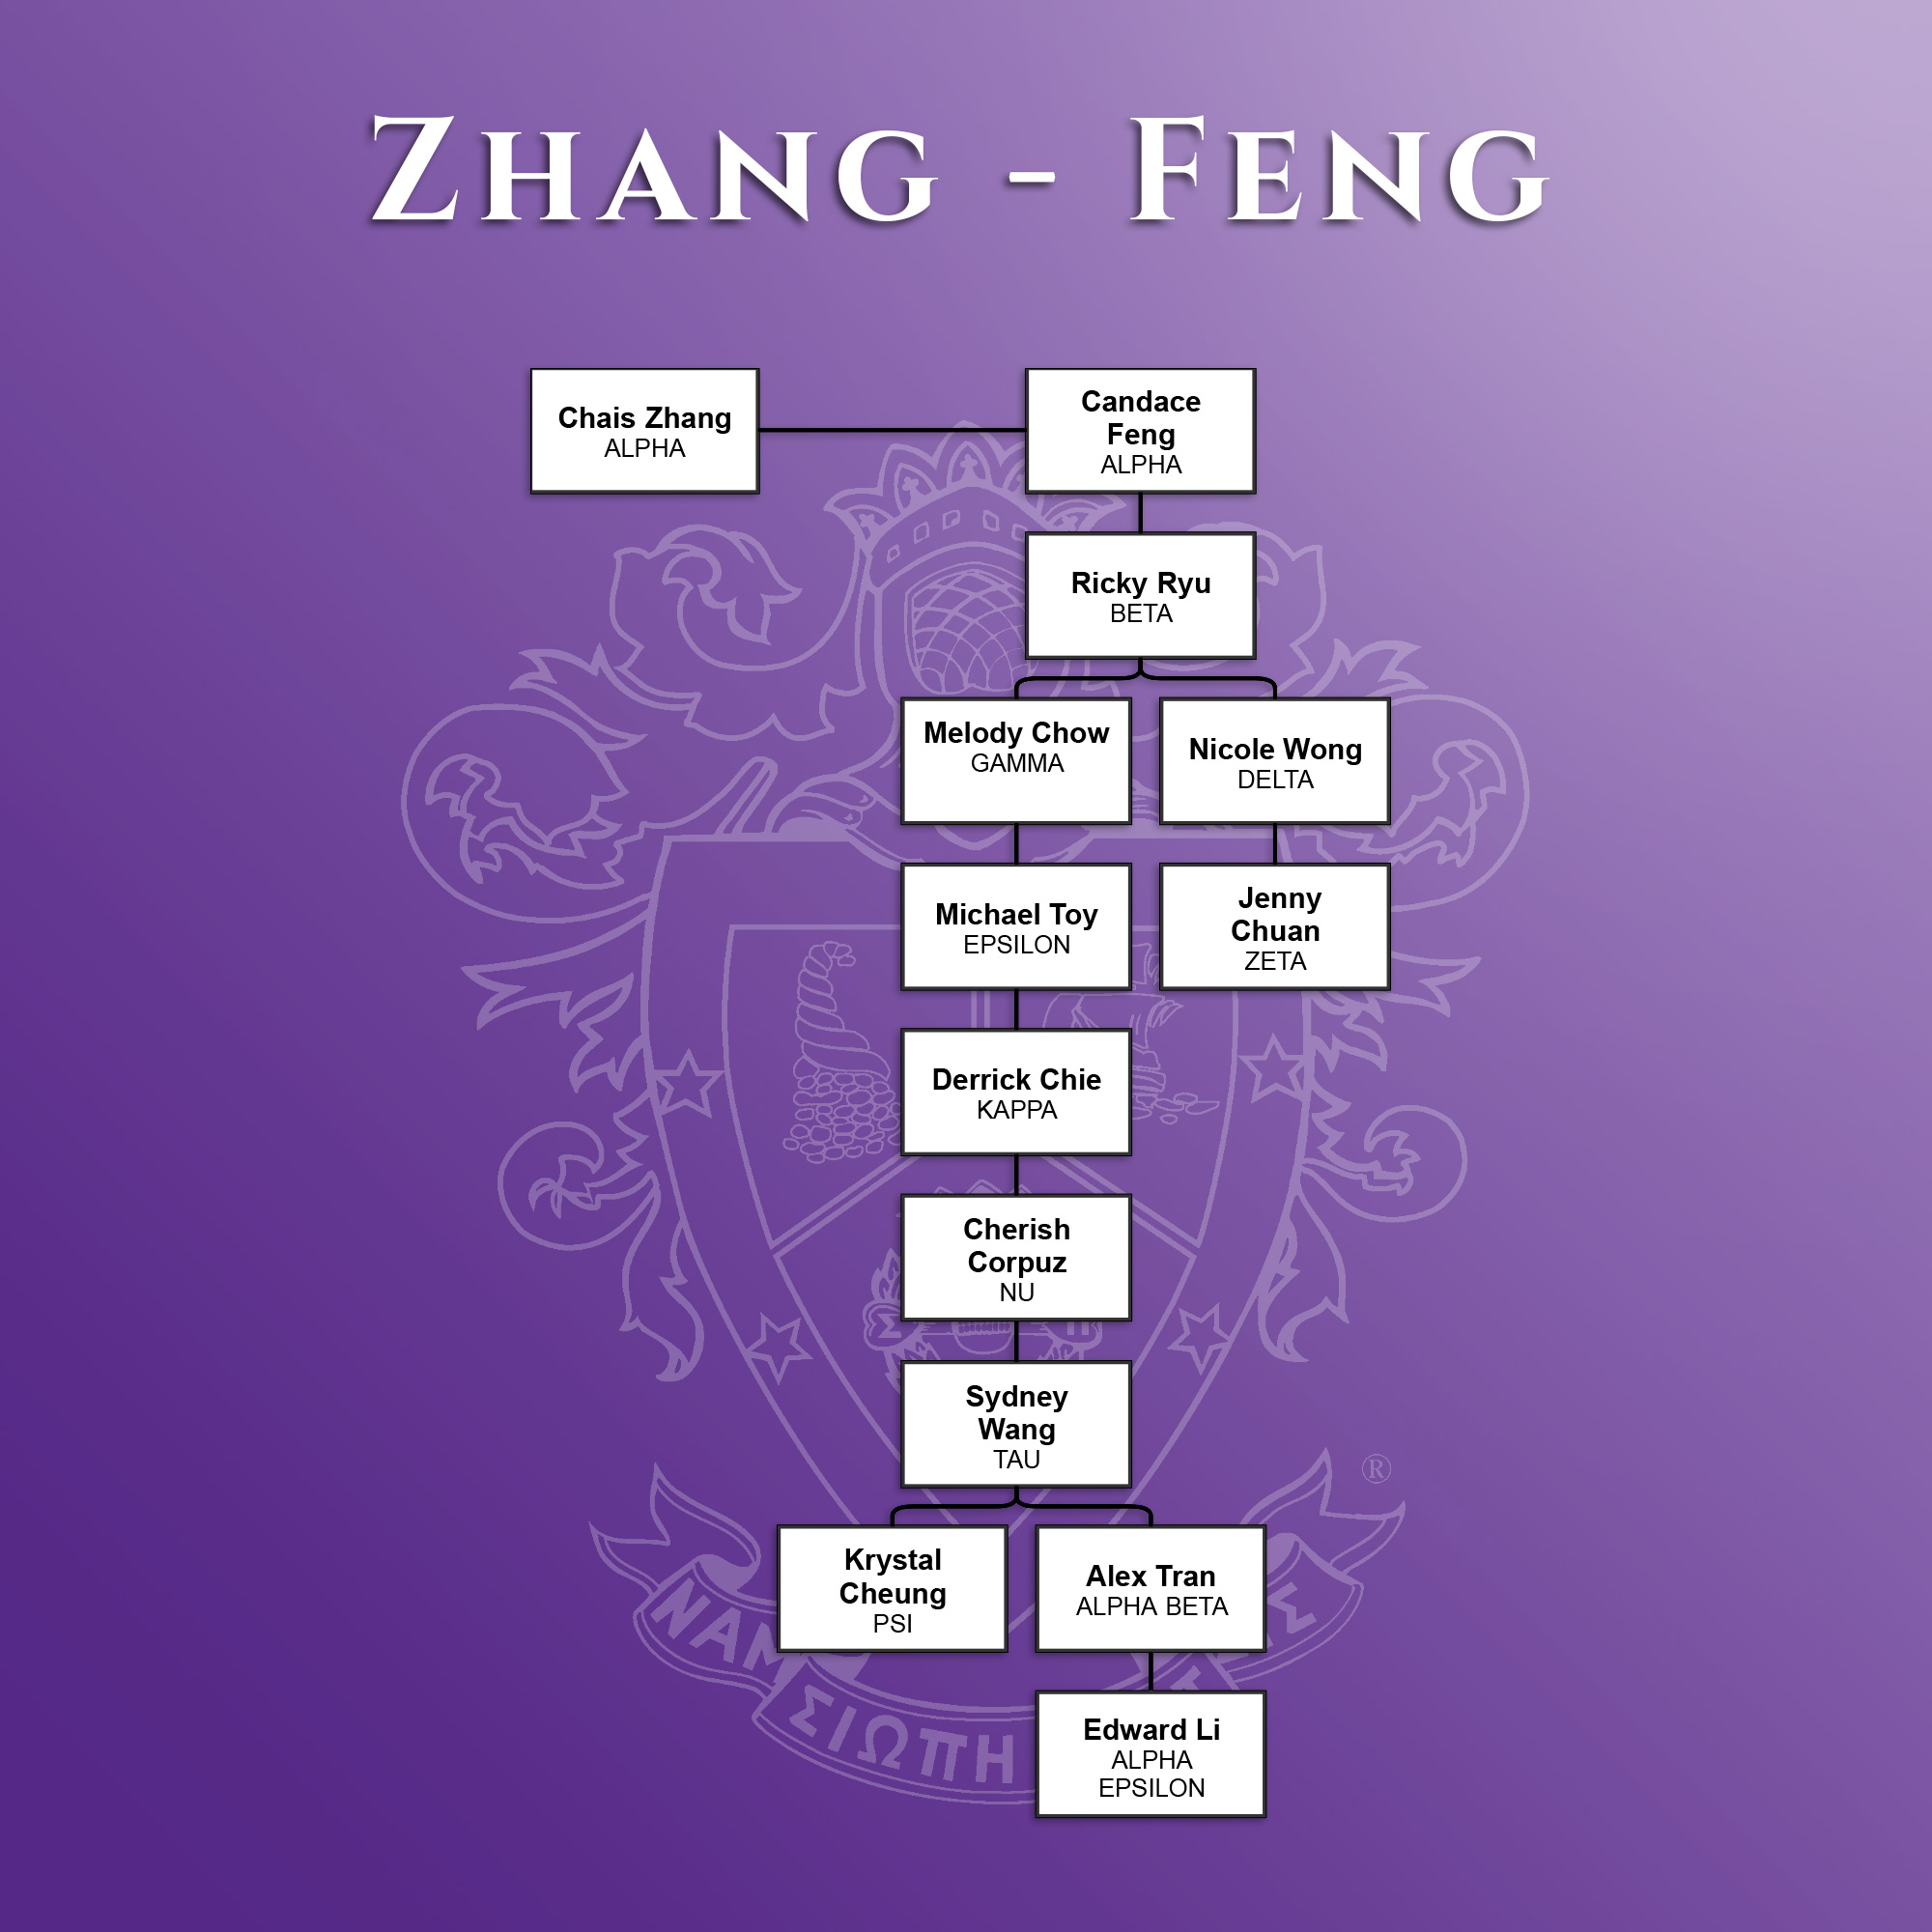 ZHANG - FENG
Chais Zhang
ALPHA
Candace
Feng
ALPHA
Ricky Ryu
BETA
Melody Chow
GAMMA
Nicole Wong
DELTA
Michael Toy
EPSILON
Jenny
Chuan
ZETA
Derrick Chie
KAPPA
Cherish
Corpuz
NU
Σ
Π
Sydney
Wang
TAU
®
Krystal
Cheung
PSI
Alex Tran
ALPHA BETA
ΣΙΩΠΗ
Edward Li
ALPHA
EPSILON